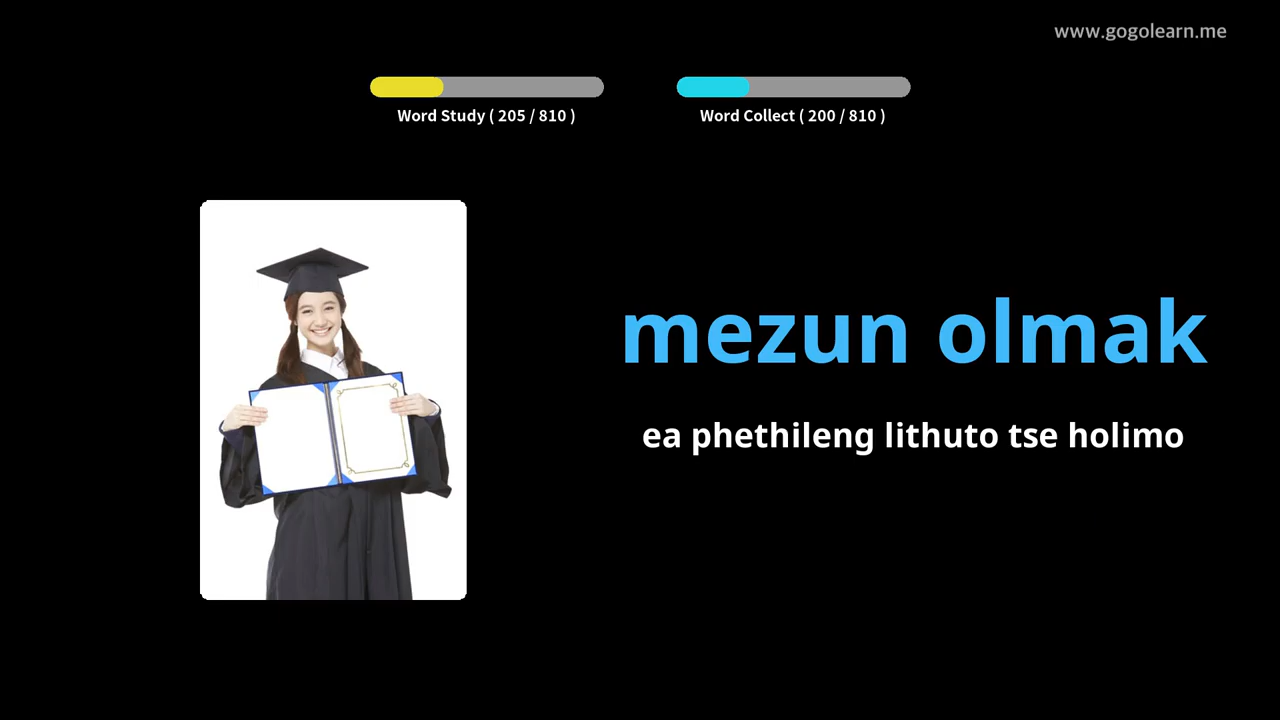 www.gogolearn.me
Word Study ( 205 / 810 )
Word Collect ( 200 / 810 )
mezun olmak
ea phethileng lithuto tse holimo